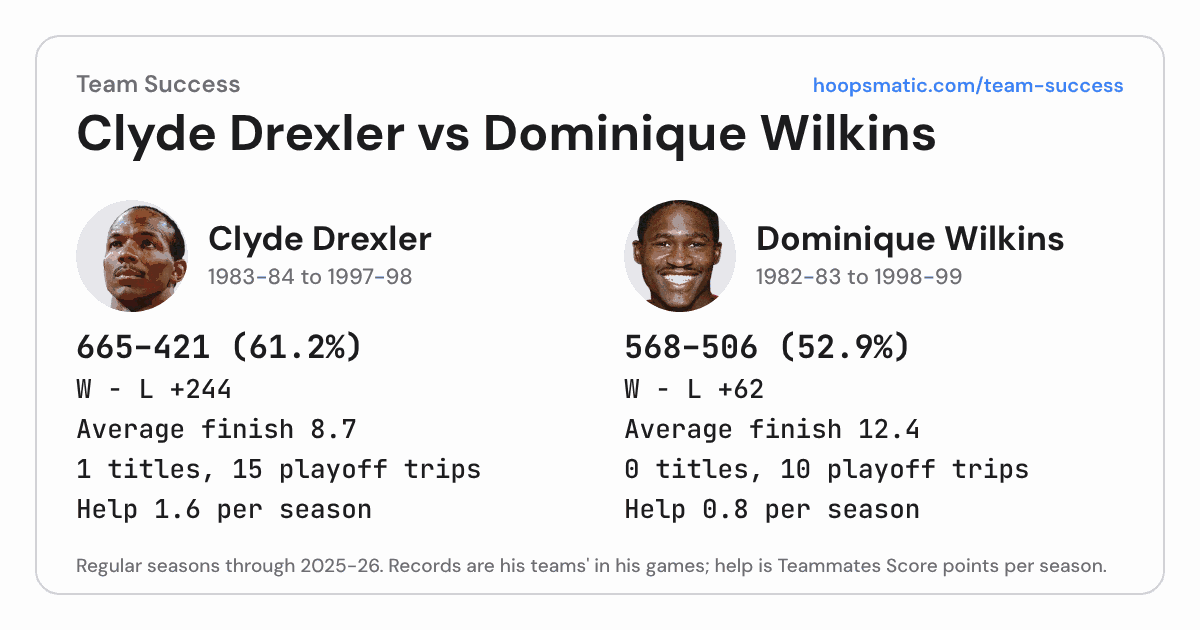 Team Success
hoopsmatic.com/team-success
Clyde Drexler vs Dominique Wilkins
Clyde Drexler
1983-84 to 1997-98
665-421 (61.2%)
W - L +244
Average finish 8.7
1 titles, 15 playoff trips
Help 1.6 per season
Dominique Wilkins
1982-83 to 1998-99
568-506 (52.9%)
W - L +62
Average finish 12.4
0 titles, 10 playoff trips
Help 0.8 per season
Regular seasons through 2025-26. Records are his teams' in his games; help is Teammates Score points per season.